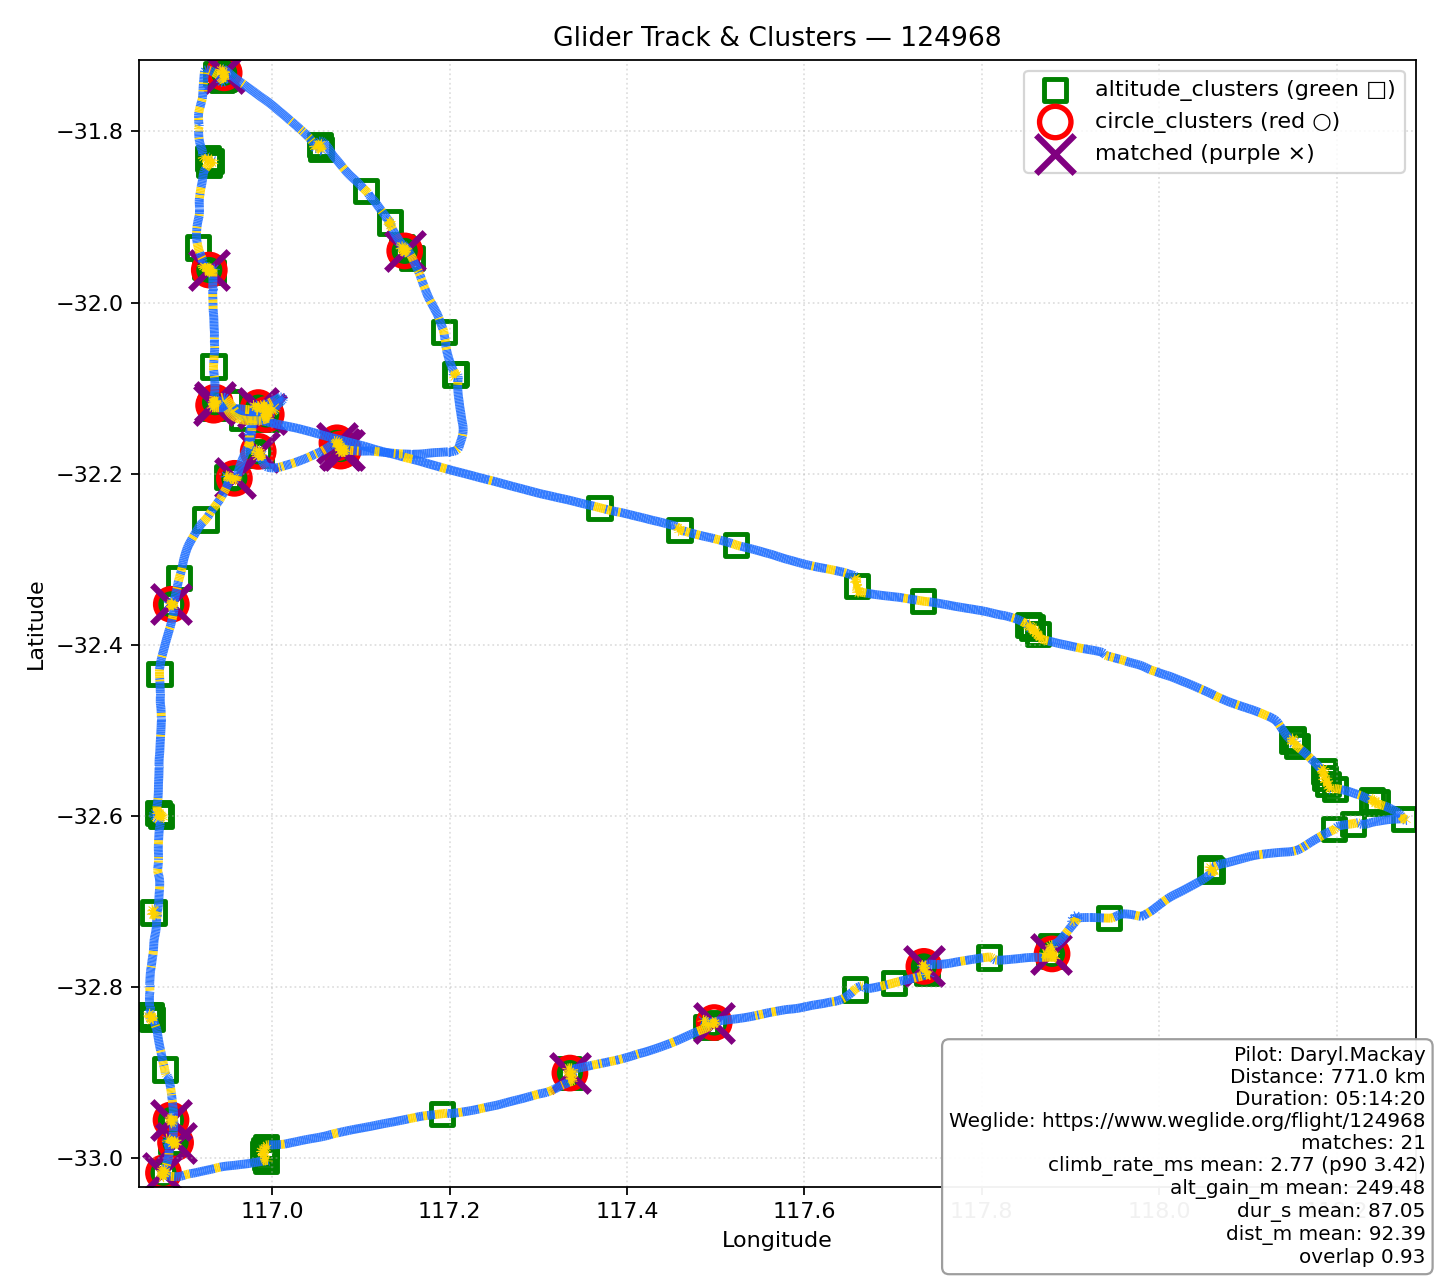 Glider Track & Clusters — 124968
altitude_clusters (green □)
circle_clusters (red ○)
matched (purple ×)
−31.8
−32.0
−32.2
−32.4
−32.6
−32.8
−33.0
Latitude
117.0
117.2
117.4
117.6
117.8
118.0
Longitude
Pilot: Daryl.Mackay
Distance: 771.0 km
Duration: 05:14:20
Weglide: https://www.weglide.org/flight/124968
matches: 21
climb_rate_ms mean: 2.77 (p90 3.42)
alt_gain_m mean: 249.48
dur_s mean: 87.05
dist_m mean: 92.39
overlap 0.93